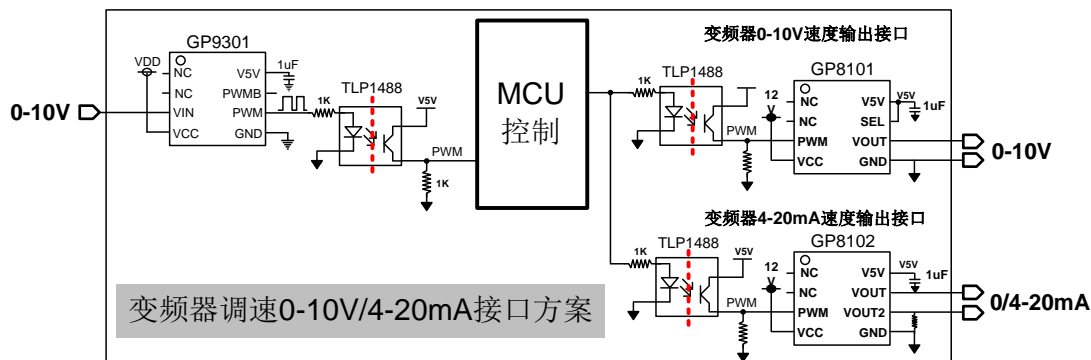 变频器0-10V速度输出接口
GP9301
VDD
NC
NC
VIN
VCC
V5V
PWMB
PWM
GND
1uF
0-10V
1K
TLP1488
V5V
PWM
1K
MCU
控制
1K
TLP1488
PWM
GP8101
12
V
NC
NC
PWM
VCC
V5V
SEL
VOUT
GND
V5V
1uF
0-10V
变频器4-20mA速度输出接口
1K
TLP1488
V5V
PWM
GP8102
12
V
NC
NC
PWM
VCC
V5V
VOUT
VOUT2
GND
V5V
1uF
0/4-20mA
变频器调速0-10V/4-20mA接口方案